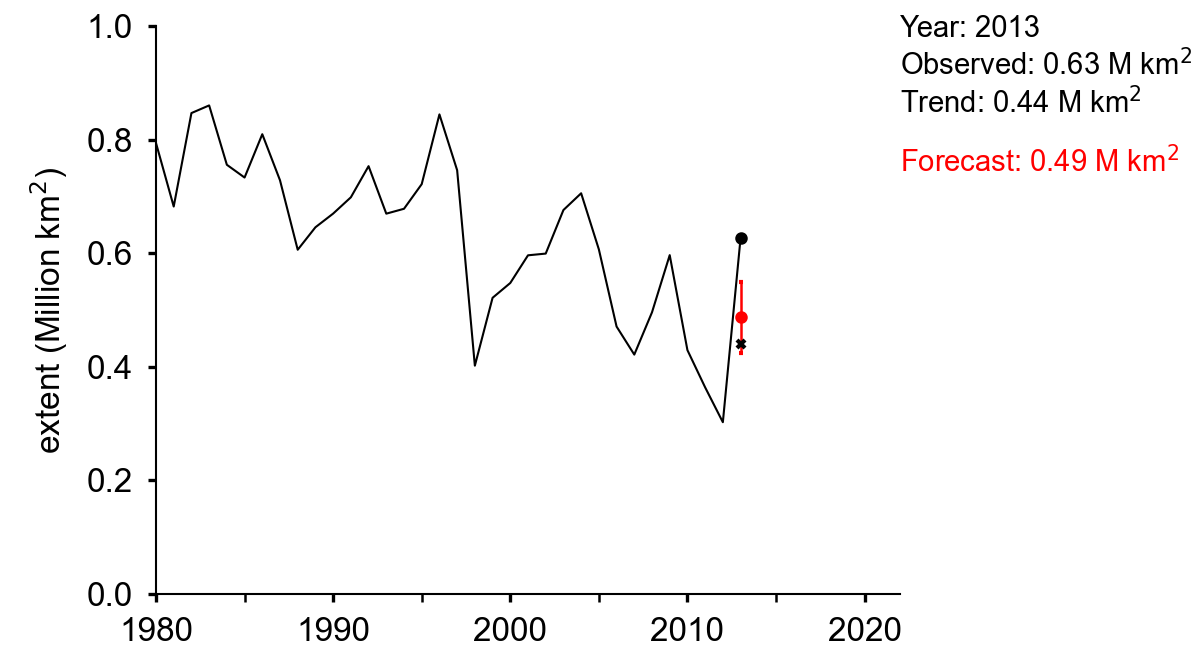 Year: 2013
Observed: 0.63 M km²
Trend: 0.44 M km²
Forecast: 0.49 M km²
extent (Million km²)
1.0
0.8
0.6
0.4
0.2
0.0
1980 1990 2000 2010 2020